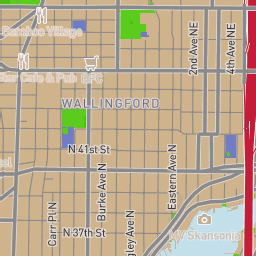 Bamboo Village
2nd Ave NE
4th Ave NE
Cafe & Pub
QFC
WALLINGFORD
N 41st St
Burke Ave N
Eastern Ave N
Carr Pl N
N 37th St
MV Skansonia